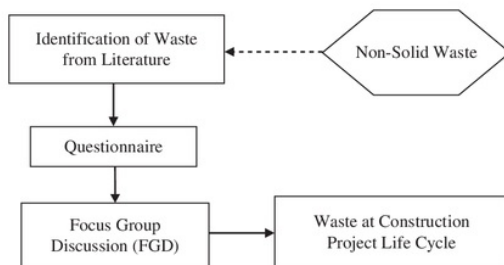 Identification of Waste
from Literature
Non-Solid Waste
Questionnaire
Focus Group
Discussion (FGD)
Waste at Construction
Project Life Cycle